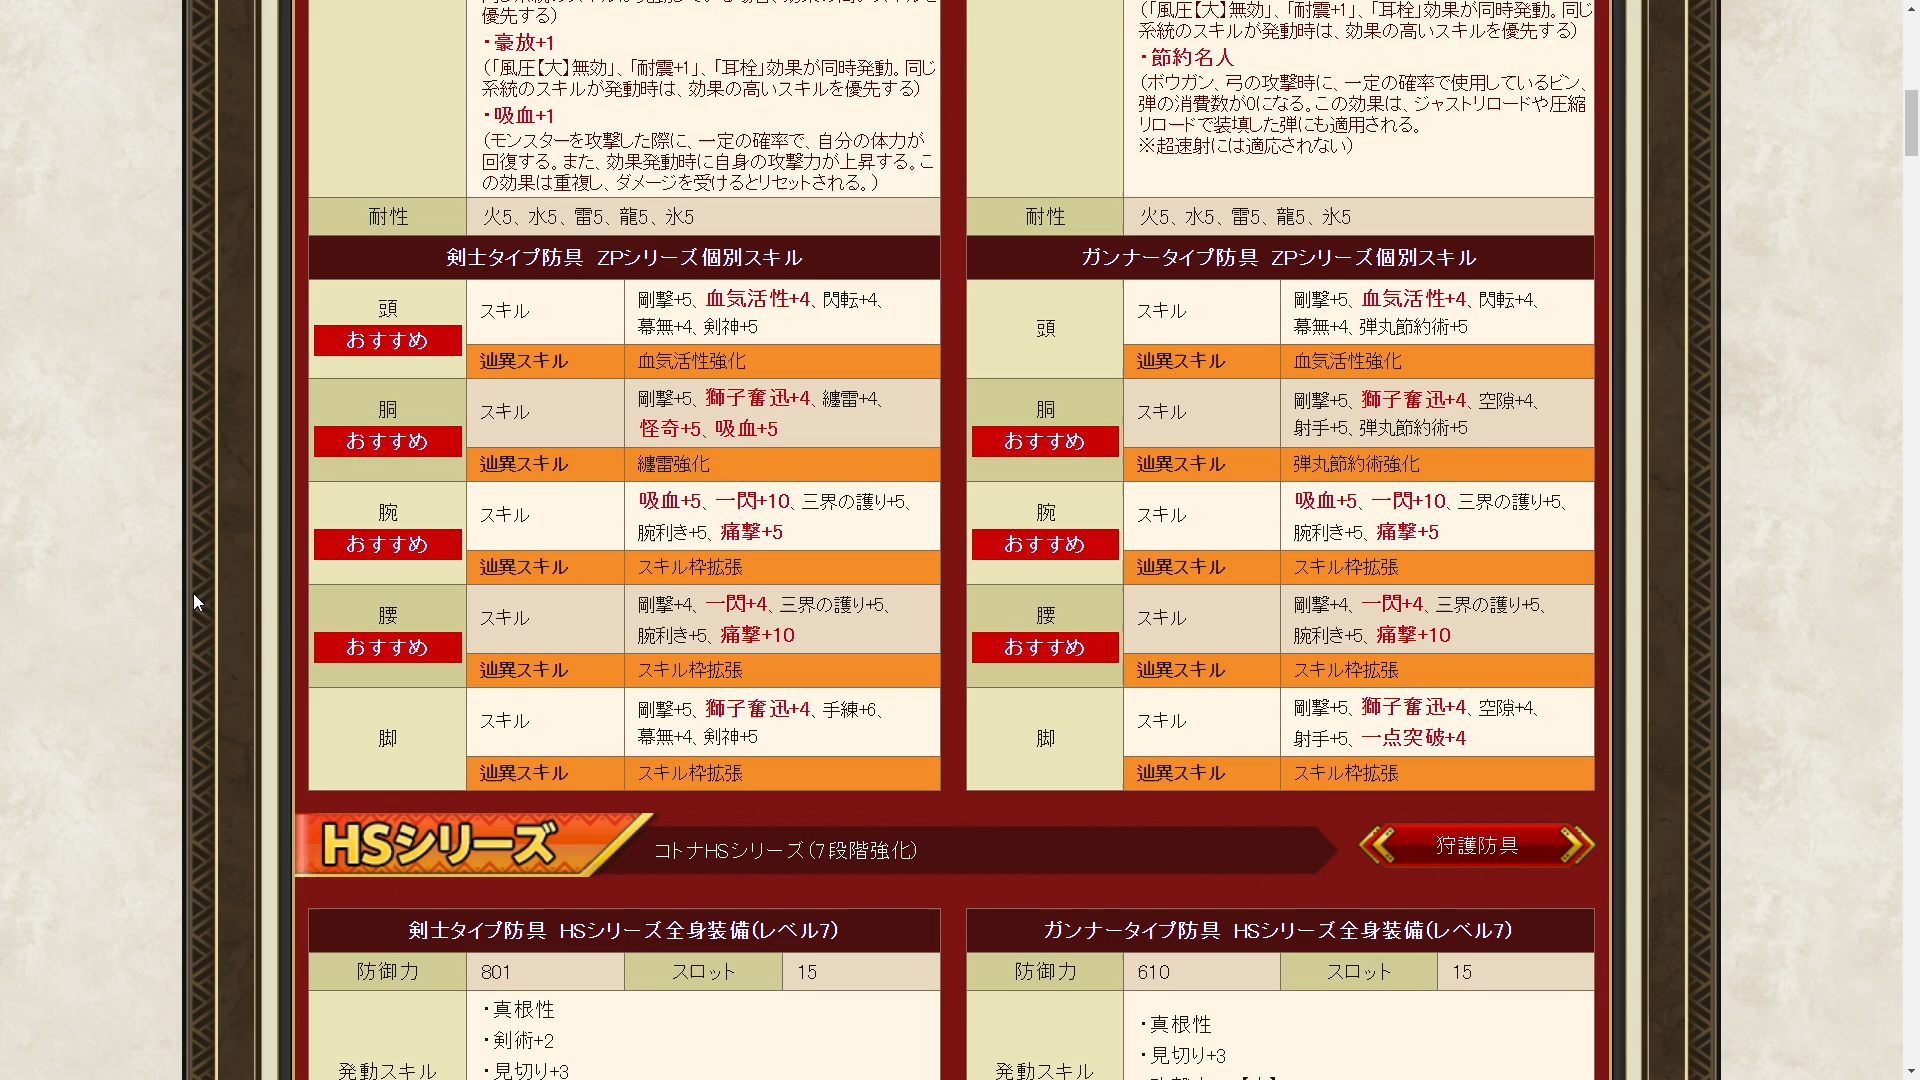 優先する）
・豪放+1
（「風圧【大】無効」、「耐震+1」、「耳栓」効果が同時発動。同じ
系統のスキルが発動時は、効果の高いスキルを優先する）
・吸血+1
（モンスターを攻撃した際に、一定の確率で、自分の体力が
回復する。また、効果発動時に自身の攻撃力が上昇する。こ
の効果は重複し、ダメージを受けるとリセットされる。）
耐性 火5、水5、雷5、龍5、氷5
剣士タイプ防具 ZPシリーズ個別スキル
頭
おすすめ
スキル
剛撃+5、血気活性+4、閃転+4、
幕無+4、剣神+5
辿異スキル 血気活性強化
胴
おすすめ
スキル
剛撃+5、獅子奮迅+4、纏雷+4、
怪奇+5、吸血+5
辿異スキル 纏雷強化
腕
おすすめ
スキル
吸血+5、一閃+10、三界の護り+5、
腕利き+5、痛撃+5
辿異スキル スキル枠拡張
腰
おすすめ
スキル
剛撃+4、一閃+4、三界の護り+5、
腕利き+5、痛撃+10
辿異スキル スキル枠拡張
脚
スキル
剛撃+5、獅子奮迅+4、手練+6、
幕無+4、剣神+5
辿異スキル スキル枠拡張
（「風圧【大】無効」、「耐震+1」、「耳栓」効果が同時発動。同じ
系統のスキルが発動時は、効果の高いスキルを優先する）
・節約名人
（ボウガン、弓の攻撃時に、一定の確率で使用しているビン、
弾の消費数が0になる。この効果は、ジャストリロードや圧縮
リロードで装填した弾にも適用される。
※超速射には適応されない）
耐性 火5、水5、雷5、龍5、氷5
ガンナータイプ防具 ZPシリーズ個別スキル
頭
スキル
剛撃+5、血気活性+4、閃転+4、
幕無+4、弾丸節約術+5
辿異スキル 血気活性強化
胴
おすすめ
スキル
剛撃+5、獅子奮迅+4、空隙+4、
射手+5、弾丸節約術+5
辿異スキル 弾丸節約術強化
腕
おすすめ
スキル
吸血+5、一閃+10、三界の護り+5、
腕利き+5、痛撃+5
辿異スキル スキル枠拡張
腰
おすすめ
スキル
剛撃+4、一閃+4、三界の護り+5、
腕利き+5、痛撃+10
辿異スキル スキル枠拡張
脚
スキル
剛撃+5、獅子奮迅+4、空隙+4、
射手+5、一点突破+4
辿異スキル スキル枠拡張
HSシリーズ コトナHSシリーズ（7段階強化） 狩護防具
剣士タイプ防具 HSシリーズ全身装備（レベル7）
防御力 801 スロット 15
発動スキル
・真根性
・剣術+2
・見切り+3
ガンナータイプ防具 HSシリーズ全身装備（レベル7）
防御力 610 スロット 15
発動スキル
・真根性
・見切り+3